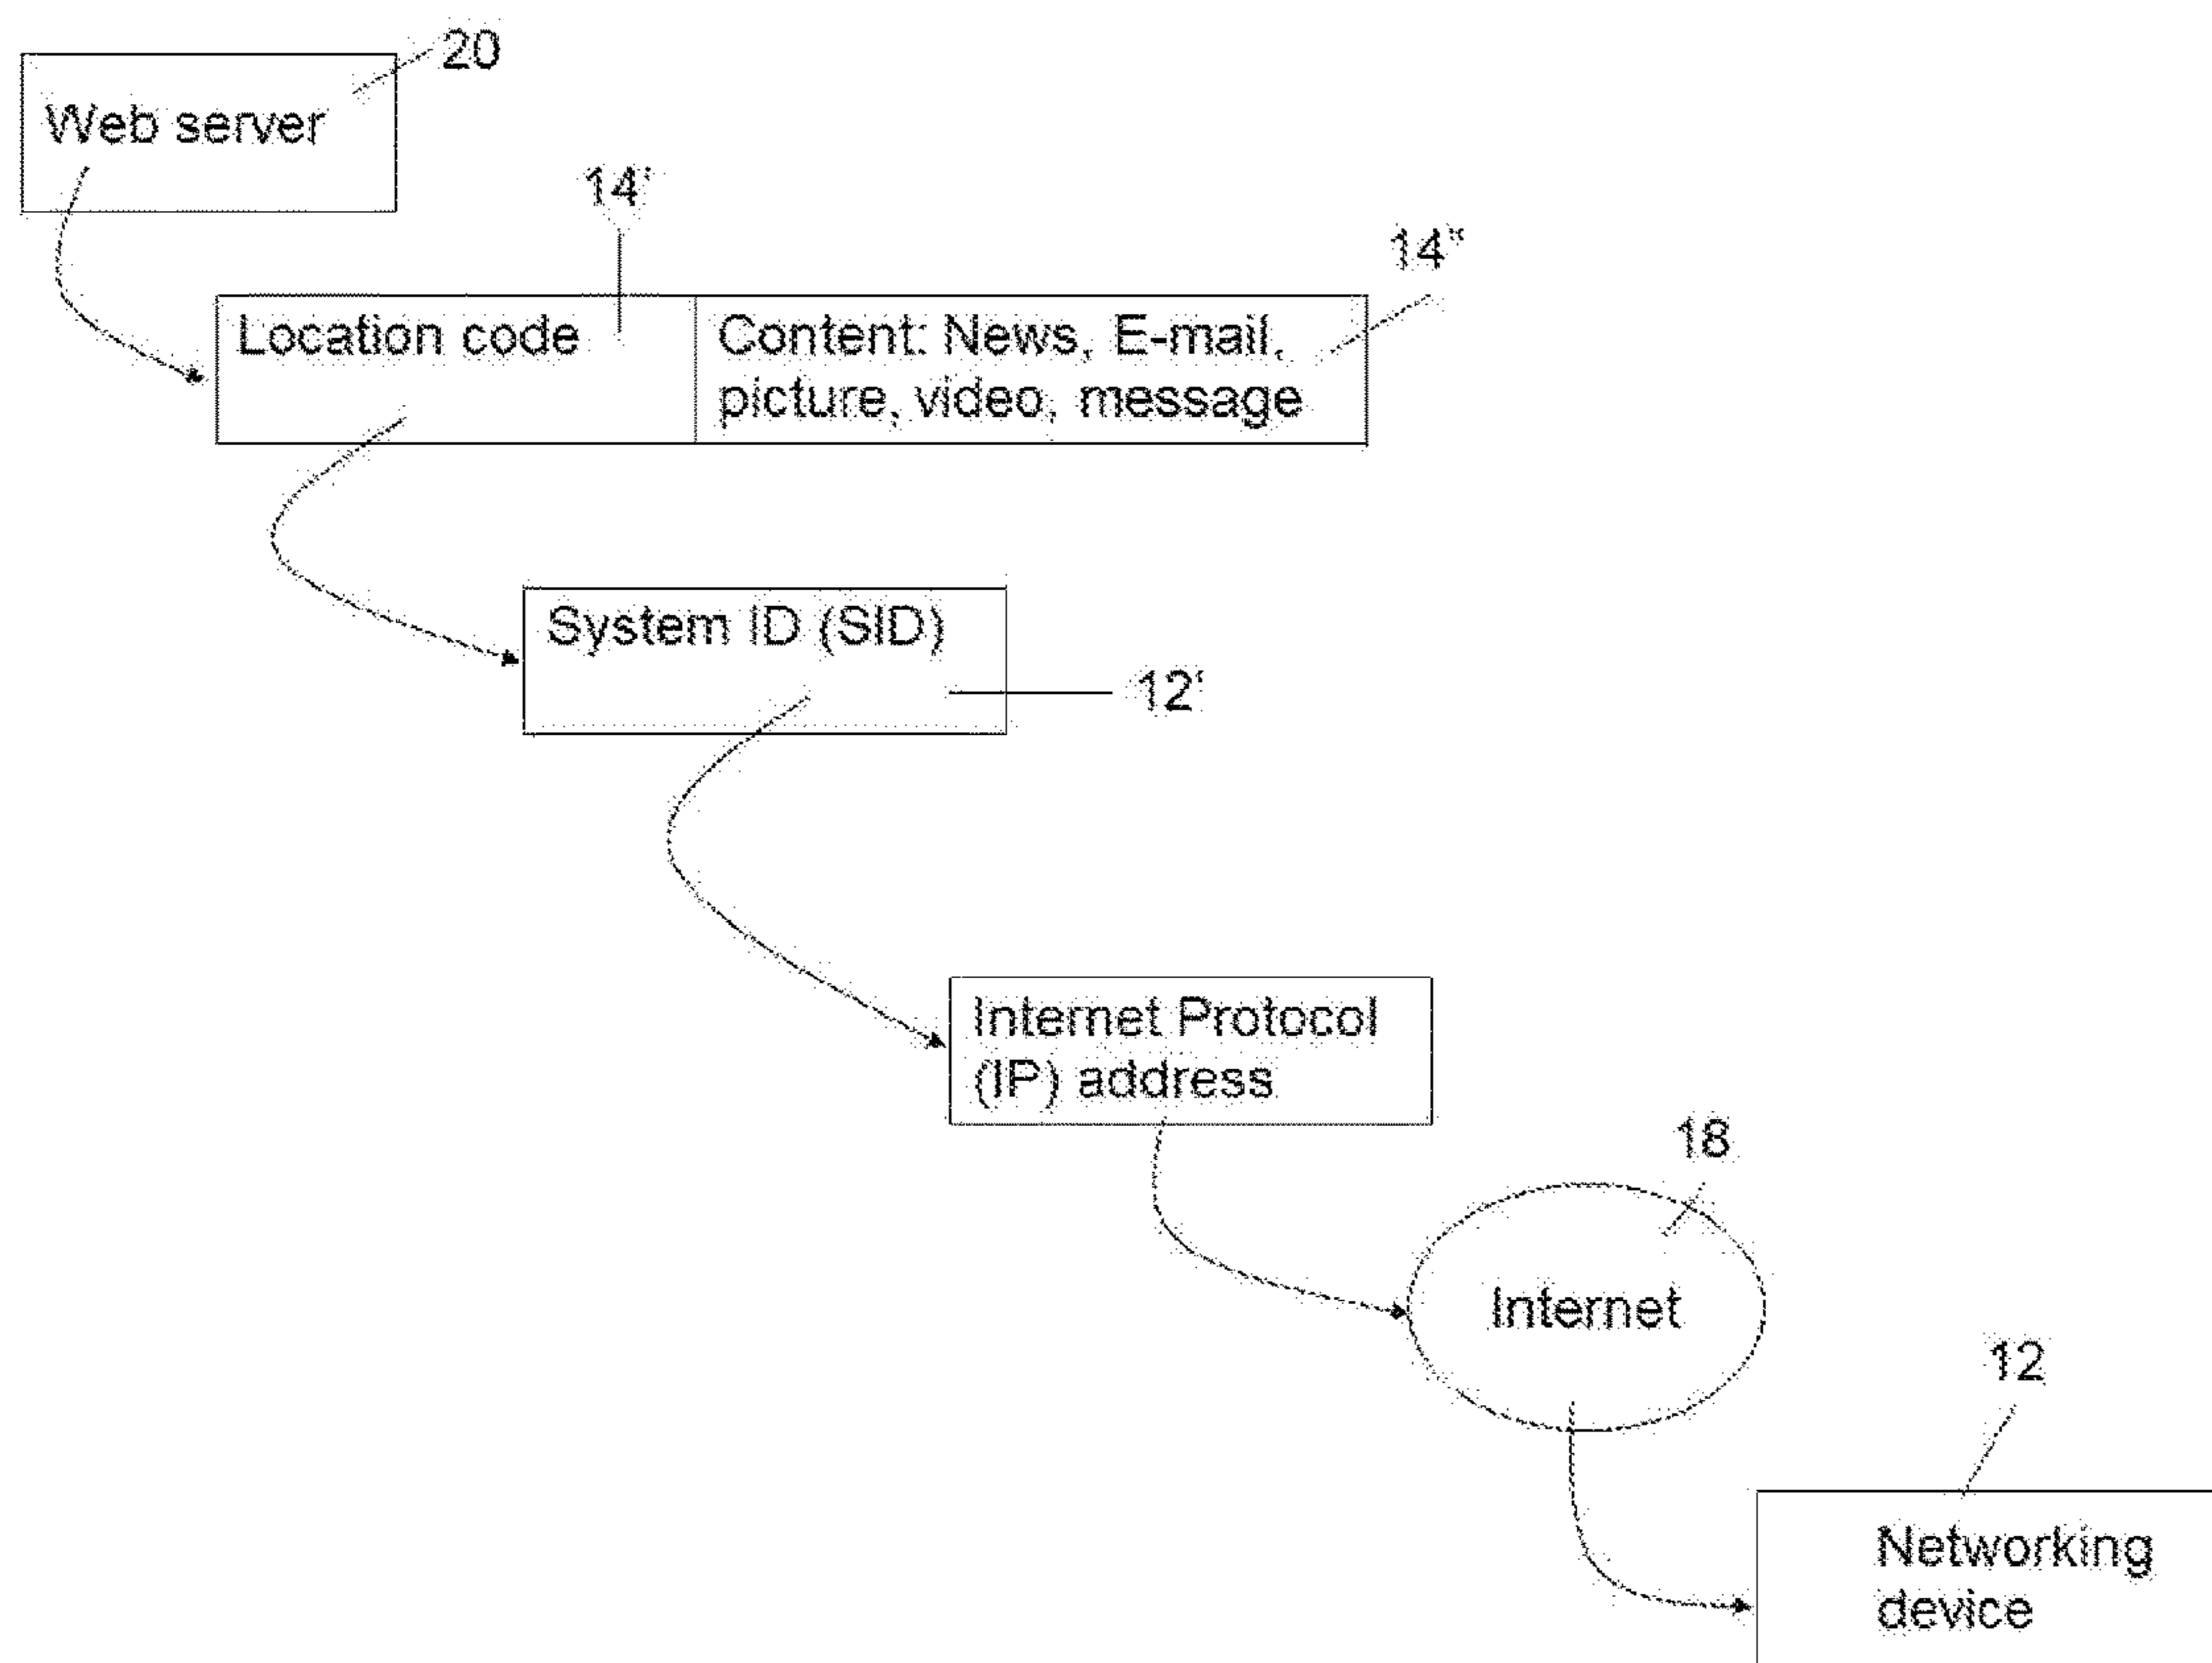 20
Web server
14'
14"
Location code
Content: News, E-mail,
picture, video, message
System ID (SID)
12'
Internet Protocol
(IP) address
18
Internet
12
Networking
device